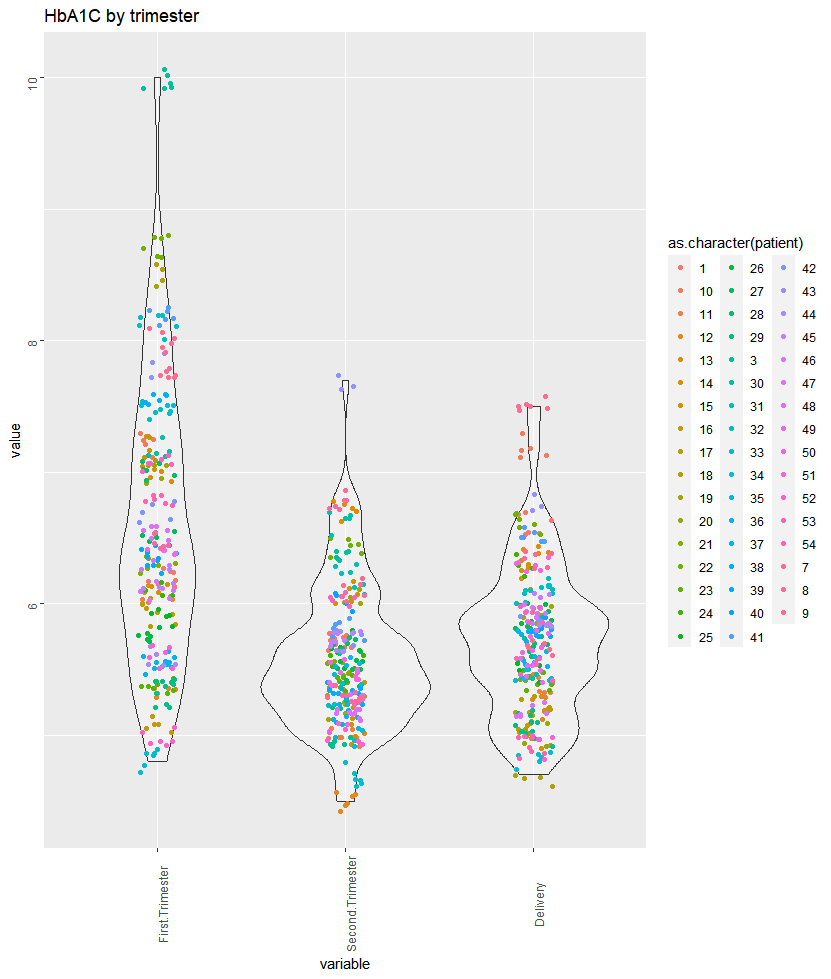 HbA1C by trimester
10
8
6
value
First.Trimester
Second.Trimester
Delivery
variable
as.character(patient)
1 26 42
10 27 43
11 28 44
12 29 45
13 3 46
14 30 47
15 31 48
16 32 49
17 33 50
18 34 51
19 35 52
20 36 53
21 37 54
22 38 7
23 39 8
24 40 9
25 41